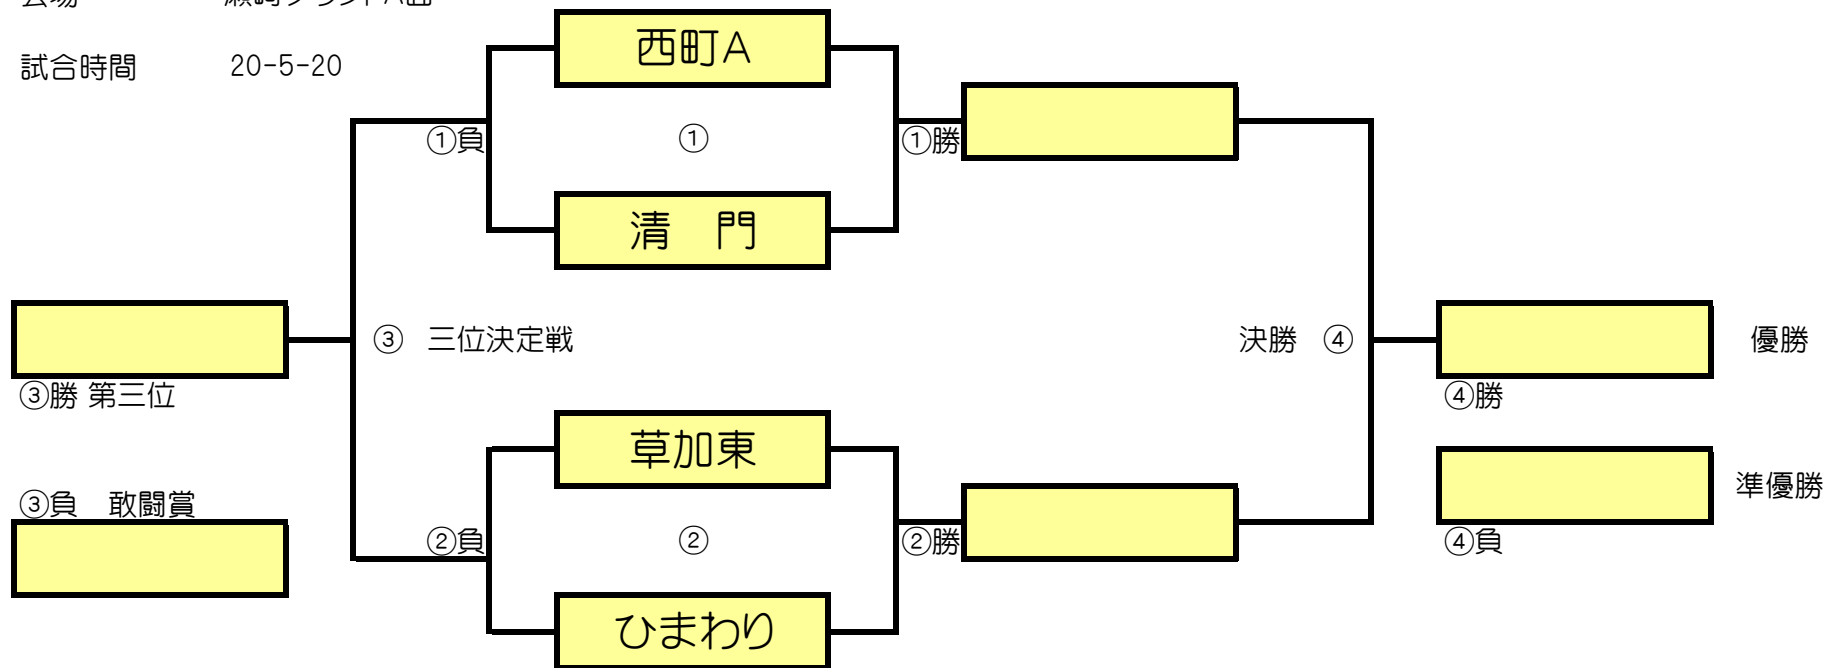 試合時間 20-5-20
西町A
①負 ① ①勝
清 門
③ 三位決定戦
決勝 ④
優勝
③勝 第三位
④勝
草加東
準優勝
③負 敢闘賞
②負 ② ②勝
④負
ひまわり